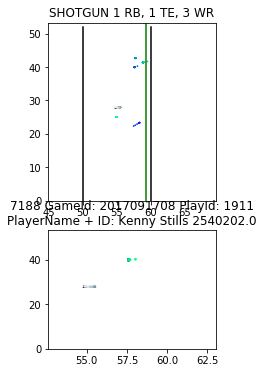 SHOTGUN 1 RB, 1 TE, 3 WR
50
40
30
20
10
0
45 50 55 60 65
7188 GameId: 2017091708 PlayId: 1911
PlayerName + ID: Kenny Stills 2540202.0
40
20
0
55.0 57.5 60.0 62.5